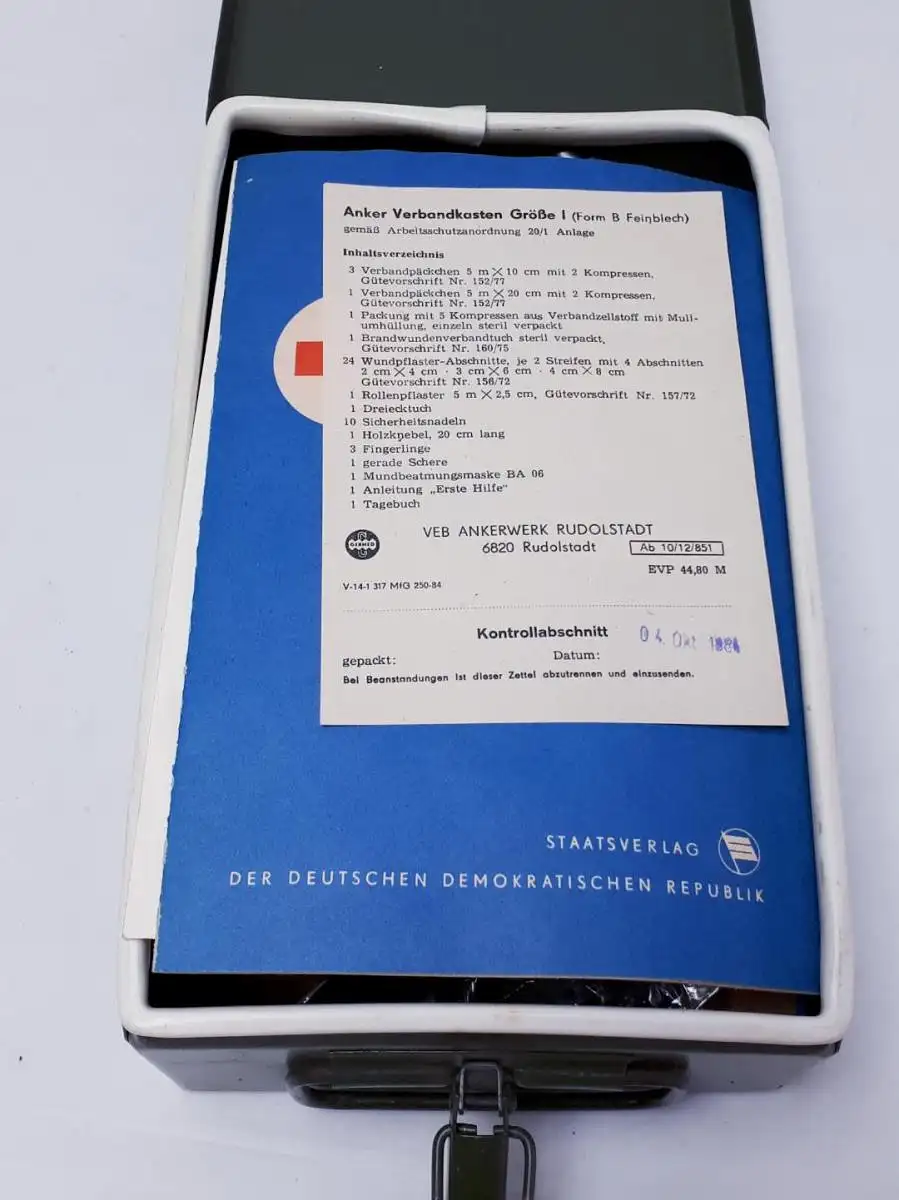 Anker Verbandkasten Größe I (Form B Feinblech)
gemäß Arbeitsschutzanordnung 20/1 Anlage
Inhaltsverzeichnis
3 Verbandpäckchen 5 m × 10 cm mit 2 Kompressen,
Gütevorschrift Nr. 152/77
1 Verbandpäckchen 5 m × 20 cm mit 2 Kompressen,
Gütevorschrift Nr. 152/77
1 Packung mit 5 Kompressen aus Verbandzellstoff mit Mull-
umhüllung, einzeln steril verpackt
1 Brandwundenverbandtuch steril verpackt,
Gütevorschrift Nr. 160/75
24 Wundpflaster-Abschnitte, je 2 Streifen mit 4 Abschnitten
2 cm × 4 cm · 3 cm × 6 cm · 4 cm × 8 cm
Gütevorschrift Nr. 156/72
1 Rollenpflaster 5 m × 2,5 cm, Gütevorschrift Nr. 157/72
1 Dreiecktuch
10 Sicherheitsnadeln
1 Holzknebel, 20 cm lang
3 Fingerlinge
1 gerade Schere
1 Mundbeatmungsmaske BA 06
1 Anleitung „Erste Hilfe"
1 Tagebuch
GERMED
VEB ANKERWERK RUDOLSTADT
6820 Rudolstadt
Ab 10/12/851
EVP 44,80 M
V-14-1 317 MfG 250-84
Kontrollabschnitt
04. Okt. 1984
gepackt:
Datum:
Bei Beanstandungen ist dieser Zettel abzutrennen und einzusenden.
STAATSVERLAG
DER DEUTSCHEN DEMOKRATISCHEN REPUBLIK